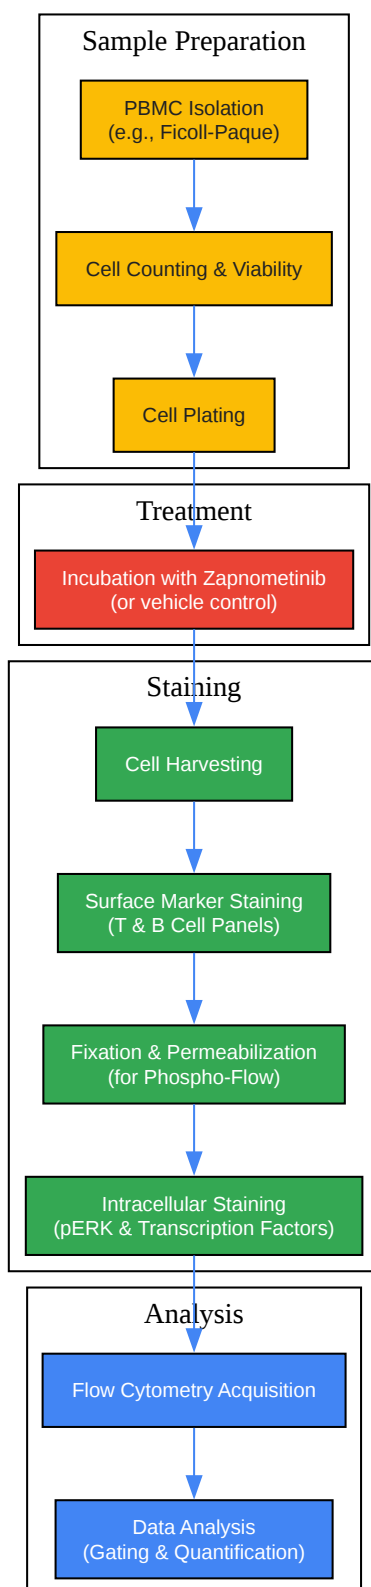 Sample Preparation
PBMC Isolation
(e.g., Ficoll-Paque)
Cell Counting & Viability
Cell Plating
Treatment
Incubation with Zapnometinib
(or vehicle control)
Staining
Cell Harvesting
Surface Marker Staining
(T & B Cell Panels)
Fixation & Permeabilization
(for Phospho-Flow)
Intracellular Staining
(pERK & Transcription Factors)
Analysis
Flow Cytometry Acquisition
Data Analysis
(Gating & Quantification)